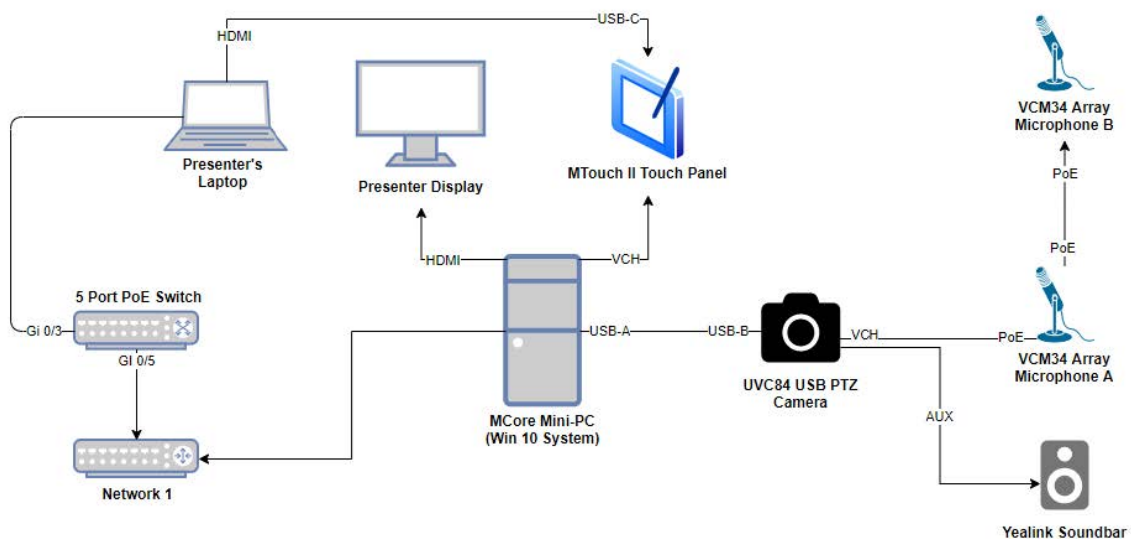 USB-C
HDMI
VCM34 Array
Microphone B
Presenter's
Laptop
Presenter Display
MTouch II Touch Panel
PoE
PoE
HDMI
VCH
5 Port PoE Switch
Gi 0/3
GI 0/5
USB-A
USB-B
VCH
PoE
VCM34 Array
Microphone A
UVC84 USB PTZ
Camera
MCore Mini-PC
(Win 10 System)
AUX
Network 1
Yealink Soundbar